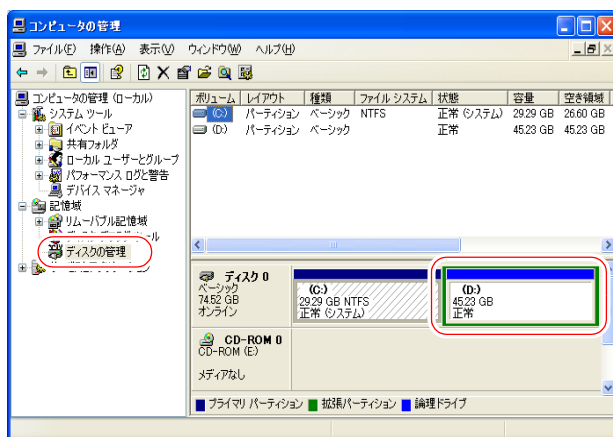 コンピュータの管理
ファイル(F) 操作(A) 表示(V) ウィンドウ(W) ヘルプ(H)
コンピュータの管理 (ローカル)
システム ツール
イベント ビューア
共有フォルダ
ローカル ユーザーとグループ
パフォーマンス ログと警告
デバイス マネージャ
記憶域
リムーバブル記憶域
ディスクの管理
ボリューム レイアウト 種類 ファイル システム 状態 容量 空き領域
(C:) パーティション ベーシック NTFS 正常 (システム) 29.29 GB 26.60 GB
(D:) パーティション ベーシック 正常 45.23 GB 45.23 GB
ディスク 0
ベーシック
74.52 GB
オンライン
(C:)
29.29 GB NTFS
正常 (システム)
(D:)
45.23 GB
正常
CD-ROM 0
CD-ROM (E:)
メディアなし
プライマリ パーティション 拡張パーティション 論理ドライブ